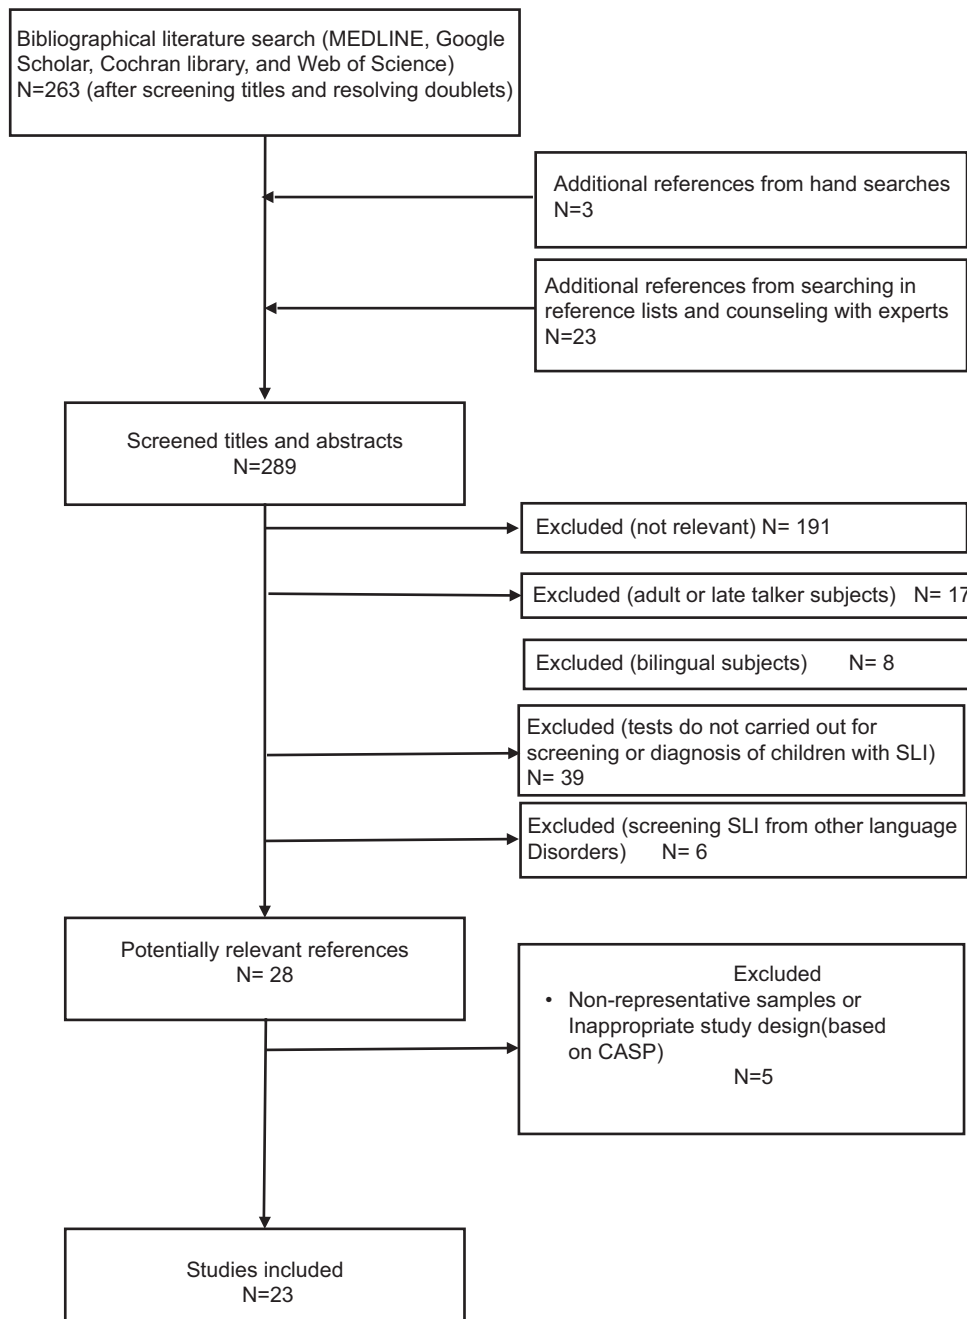 Bibliographical literature search (MEDLINE, Google
Scholar, Cochran library, and Web of Science)
N=263 (after screening titles and resolving doublets)
Additional references from hand searches
N=3
Additional references from searching in
reference lists and counseling with experts
N=23
Screened titles and abstracts
N=289
Excluded (not relevant) N= 191
Excluded (adult or late talker subjects) N= 17
Excluded (bilingual subjects) N= 8
Excluded (tests do not carried out for
screening or diagnosis of children with SLI)
N= 39
Excluded (screening SLI from other language
Disorders) N= 6
Potentially relevant references
N= 28
Excluded
• Non-representative samples or
Inappropriate study design(based
on CASP)
N=5
Studies included
N=23